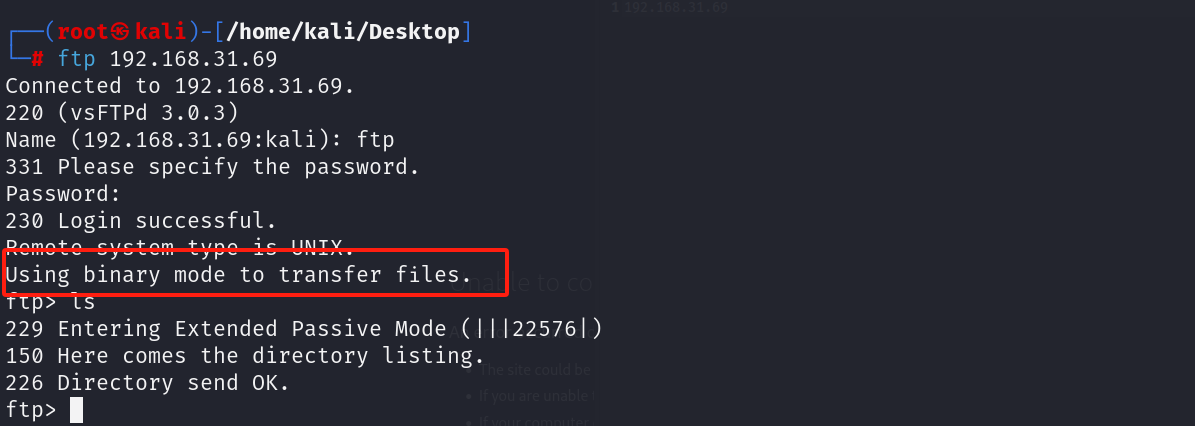 1 192.168.31.69
┌──(root㉿kali)-[/home/kali/Desktop]
└─# ftp 192.168.31.69
Connected to 192.168.31.69.
220 (vsFTPd 3.0.3)
Name (192.168.31.69:kali): ftp
331 Please specify the password.
Password:
230 Login successful.
Remote system type is UNIX.
Using binary mode to transfer files.
ftp> ls
229 Entering Extended Passive Mode (|||22576|)
150 Here comes the directory listing.
226 Directory send OK.
ftp>
to co
The site could be
If you are unable
If your computer